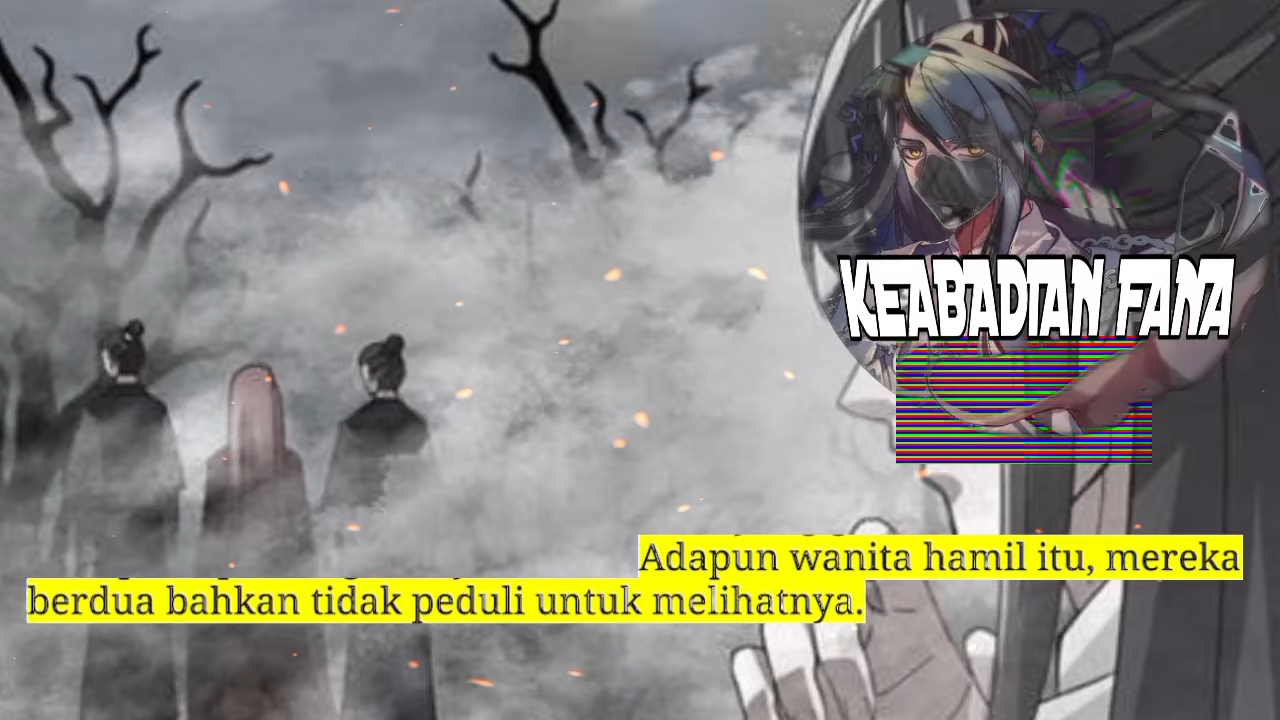 KEABADIAN FANA
Adapun wanita hamil itu, mereka
berdua bahkan tidak peduli untuk melihatnya.